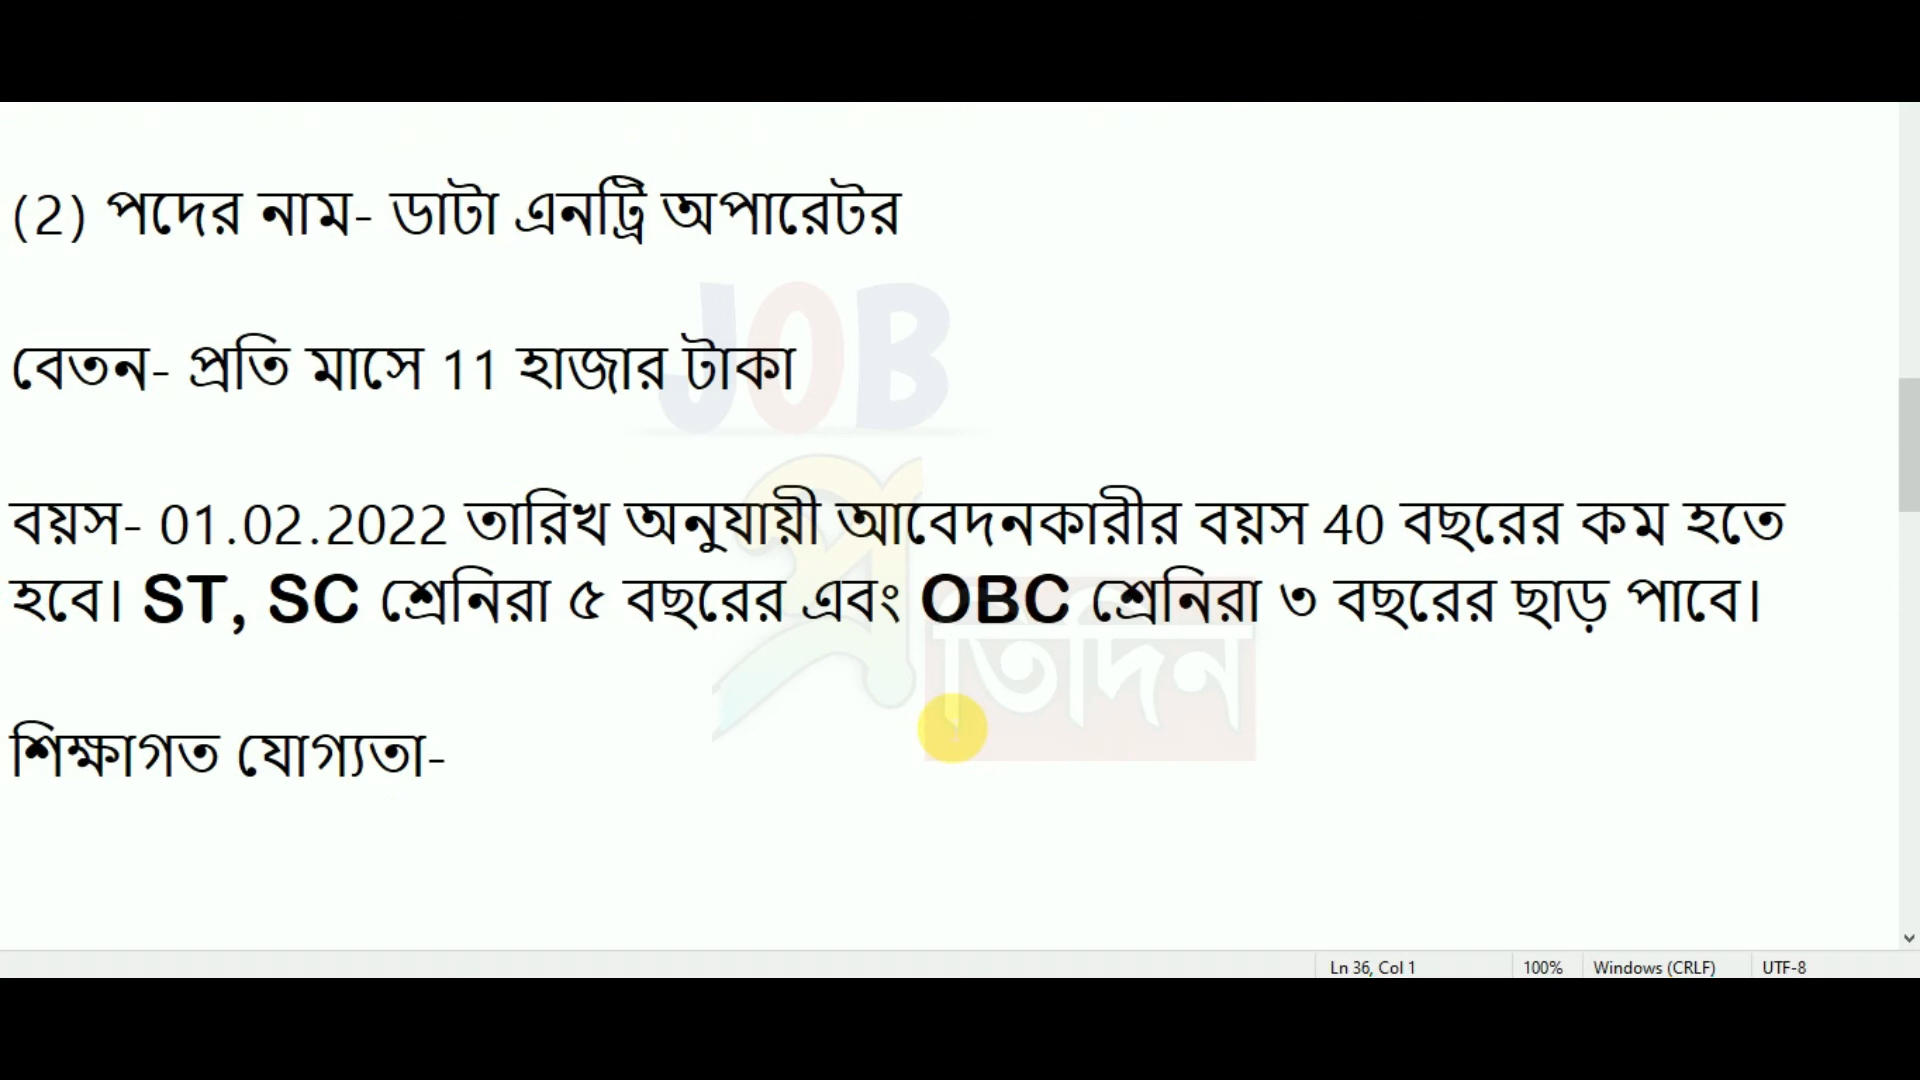 (2) পদের নাম- ডাটা এনট্রি অপারেটর
JOB
বেতন- প্রতি মাসে 11 হাজার টাকা
বয়স- 01.02.2022 তারিখ অনুযায়ী আবেদনকারীর বয়স 40 বছরের কম হতে
হবে। ST, SC শ্রেনিরা ৫ বছরের এবং OBC শ্রেনিরা ৩ বছরের ছাড় পাবে।
প্রতিদিন
শিক্ষাগত যোগ্যতা-
Ln 36, Col 1 100% Windows (CRLF) UTF-8